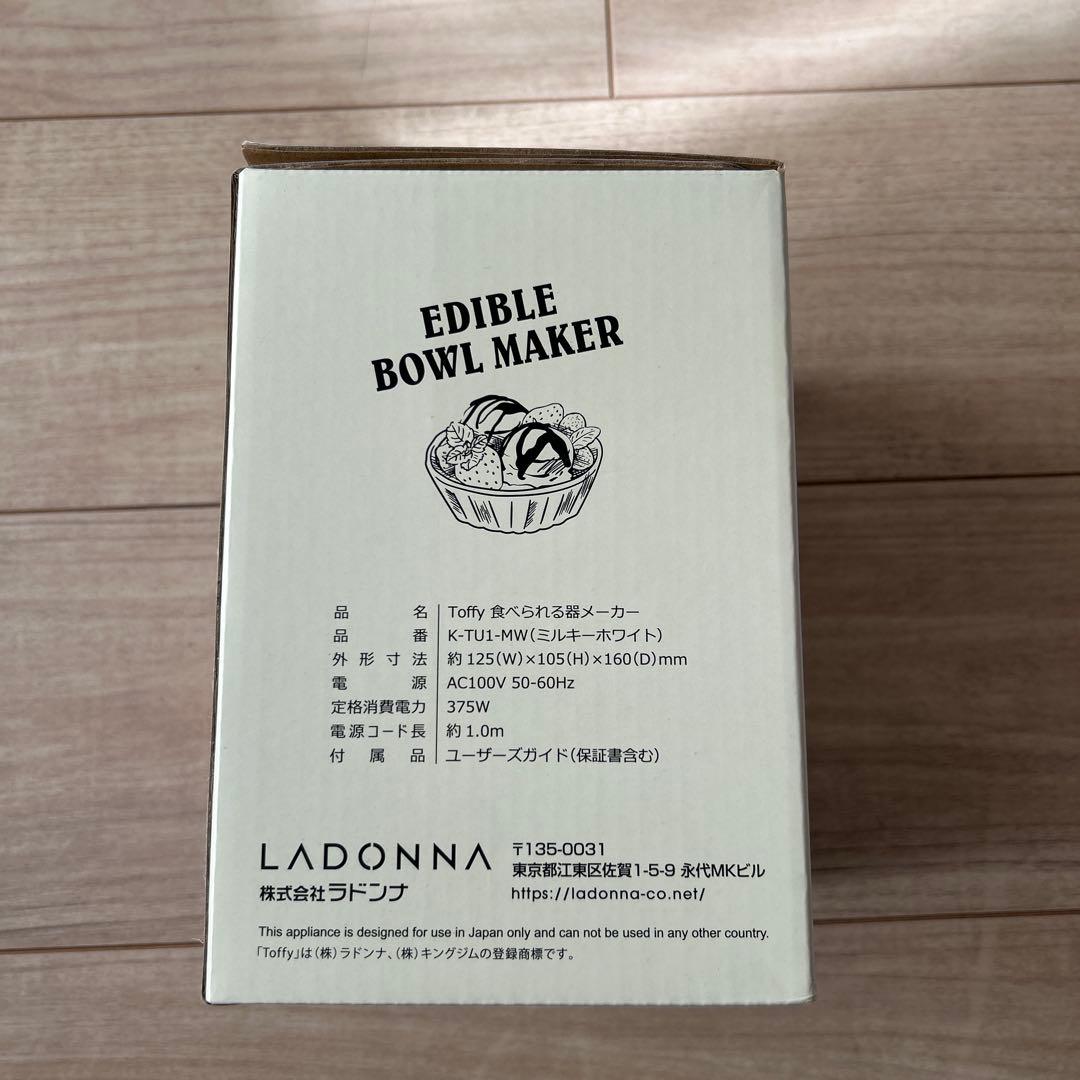 EDIBLE
BOWL MAKER
品名 Toffy 食べられる器メーカー
品番 K-TU1-MW(ミルキーホワイト)
外形寸法 約125(W)×105(H)×160(D)mm
電源 AC100V 50-60Hz
定格消費電力 375W
電源コード長 約1.0m
付属品 ユーザーズガイド(保証書含む)
LADONNA
株式会社ラドンナ
〒135-0031
東京都江東区佐賀1-5-9 永代MKビル
https://ladonna-co.net/
This appliance is designed for use in Japan only and can not be used in any other country.
「Toffy」は(株)ラドンナ、(株)キングジムの登録商標です。